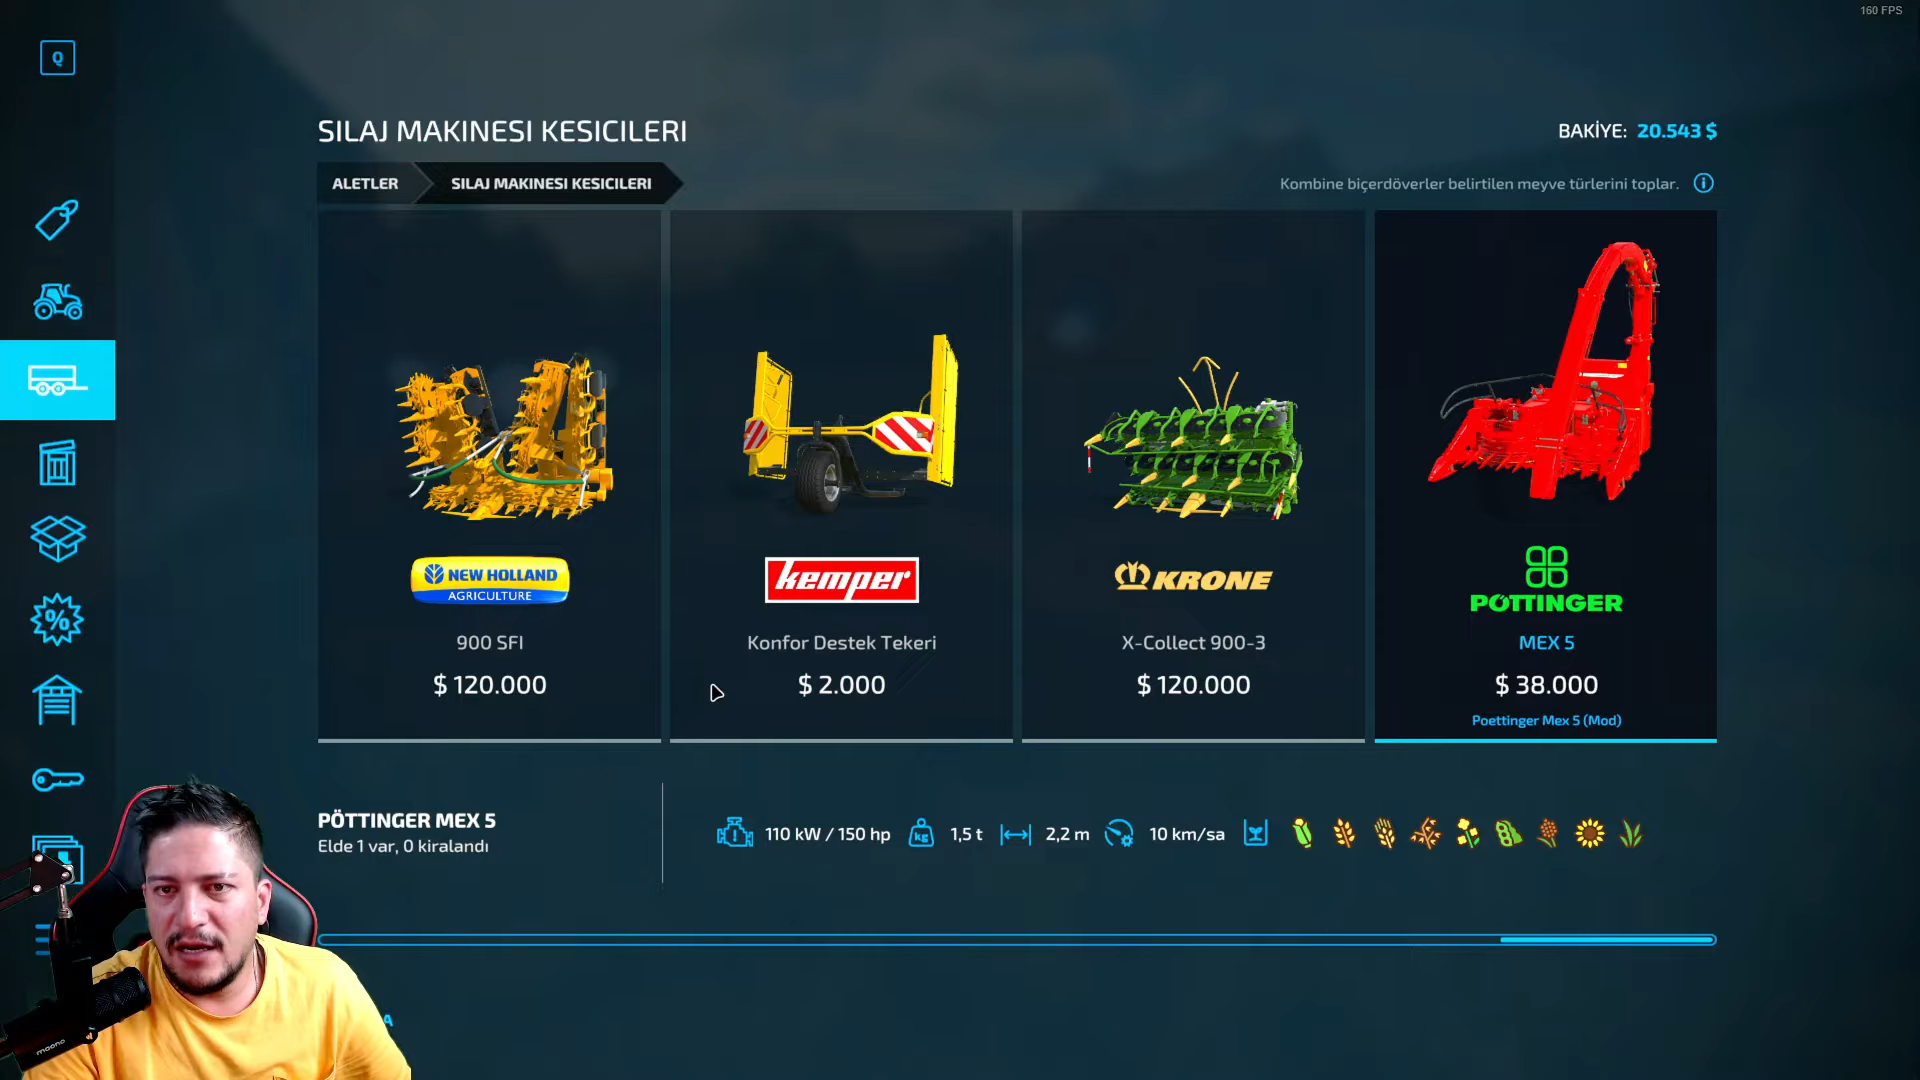 160 FPS
Q
SILAJ MAKINESI KESICILERI
BAKİYE: 20.543 $
ALETLER
SILAJ MAKINESI KESICILERI
Kombine biçerdöverler belirtilen meyve türlerini toplar.
NEW HOLLAND
AGRICULTURE
900 SFI
$ 120.000
kemper
Konfor Destek Tekeri
$ 2.000
KRONE
X-Collect 900-3
$ 120.000
PÖTTINGER
MEX 5
$ 38.000
Poettinger Mex 5 (Mod)
PÖTTINGER MEX 5
Elde 1 var, 0 kiralandı
110 kW / 150 hp
kg
1,5 t
2,2 m
10 km/sa
%
A
maono